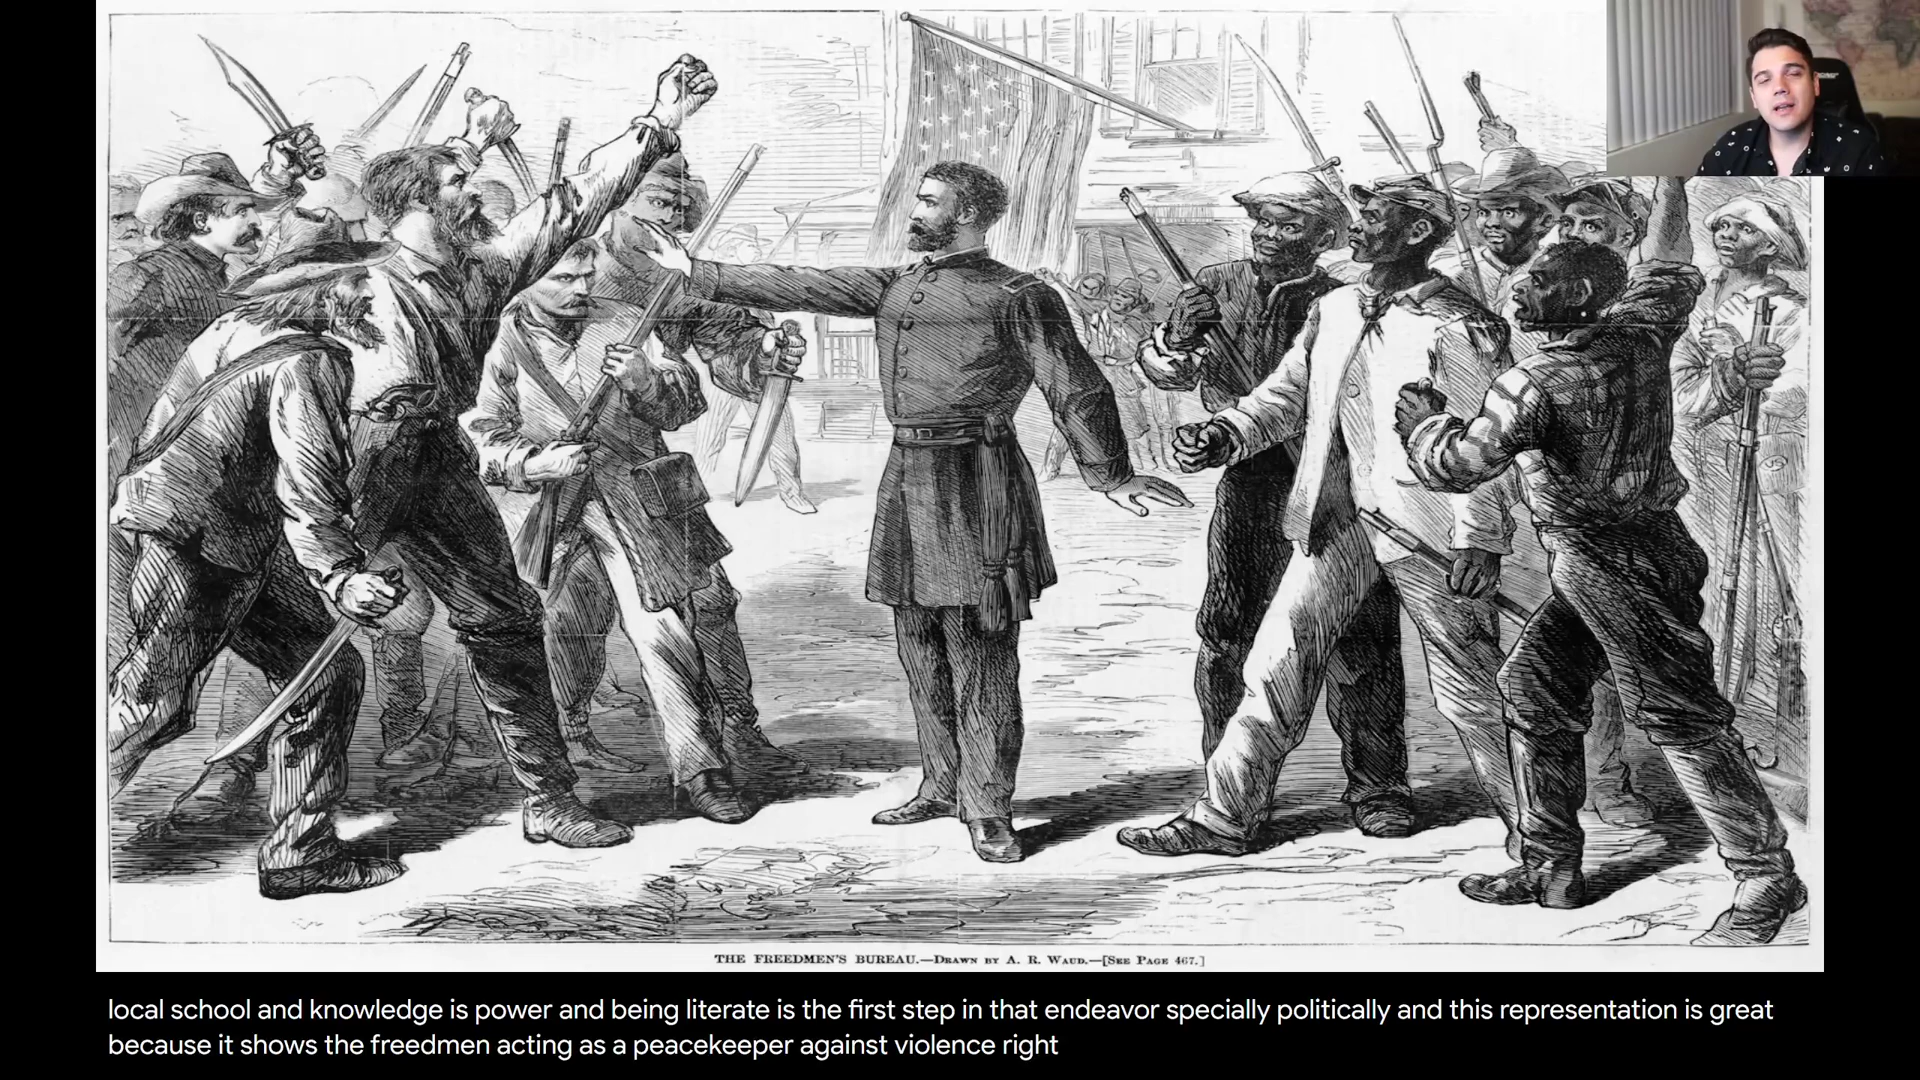 THE FREEDMEN'S BUREAU.—Drawn by A. R. Waud.—[See Page 467.]
local school and knowledge is power and being literate is the first step in that endeavor specially politically and this representation is great
because it shows the freedmen acting as a peacekeeper against violence right